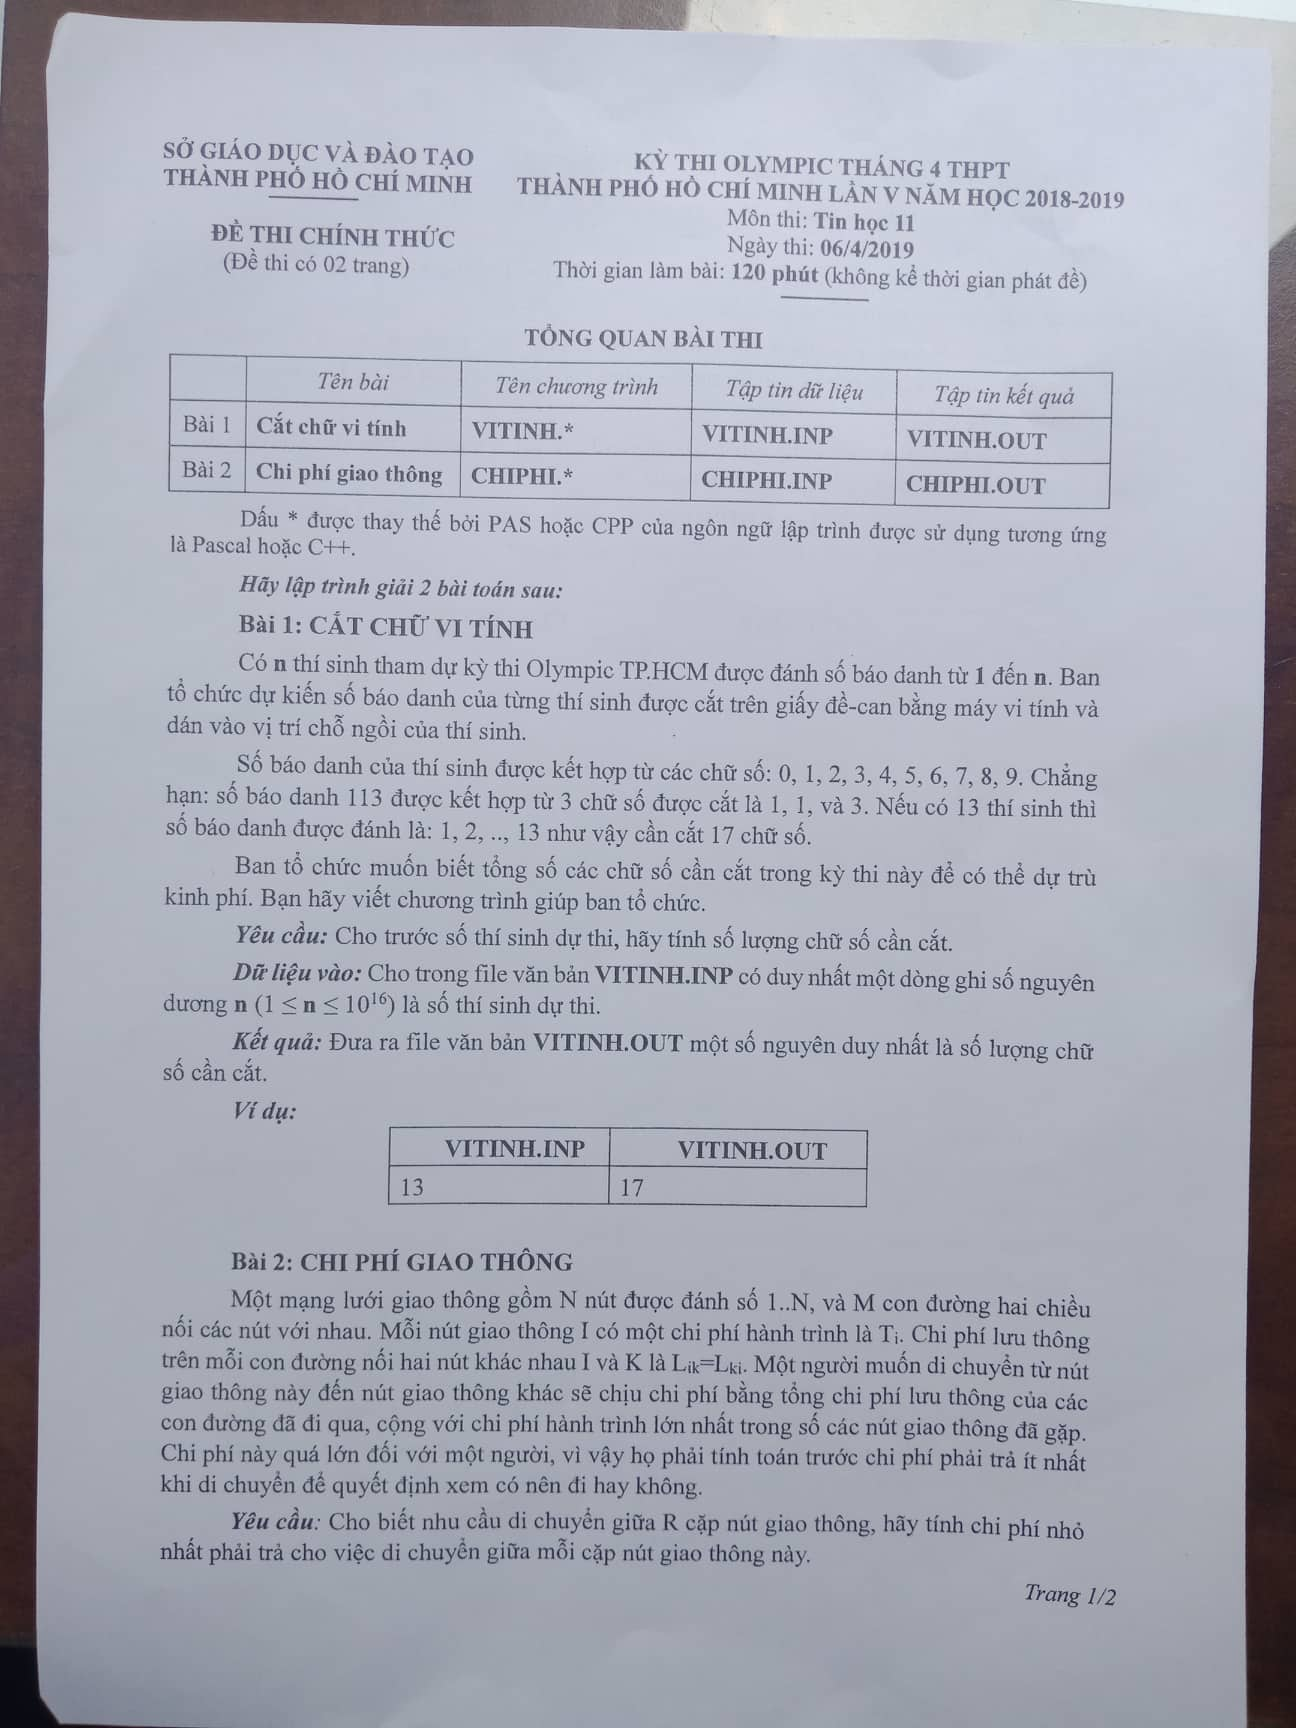 SỞ GIÁO DỤC VÀ ĐÀO TẠO
THÀNH PHỐ HỒ CHÍ MINH
ĐỀ THI CHÍNH THỨC
(Đề thi có 02 trang)
KỲ THI OLYMPIC THÁNG 4 THPT
THÀNH PHỐ HỒ CHÍ MINH LẦN V NĂM HỌC 2018-2019
Môn thi: Tin học 11
Ngày thi: 06/4/2019
Thời gian làm bài: 120 phút (không kể thời gian phát đề)
TỔNG QUAN BÀI THI
Tên bài Tên chương trình Tập tin dữ liệu Tập tin kết quả
Bài 1 Cắt chữ vi tính VITINH.* VITINH.INP VITINH.OUT
Bài 2 Chi phí giao thông CHIPHI.* CHIPHI.INP CHIPHI.OUT
Dấu * được thay thế bởi PAS hoặc CPP của ngôn ngữ lập trình được sử dụng tương ứng
là Pascal hoặc C++.
Hãy lập trình giải 2 bài toán sau:
Bài 1: CẮT CHỮ VI TÍNH
Có n thí sinh tham dự kỳ thi Olympic TP.HCM được đánh số báo danh từ 1 đến n. Ban
tổ chức dự kiến số báo danh của từng thí sinh được cắt trên giấy đề-can bằng máy vi tính và
dán vào vị trí chỗ ngồi của thí sinh.
Số báo danh của thí sinh được kết hợp từ các chữ số: 0, 1, 2, 3, 4, 5, 6, 7, 8, 9. Chẳng
hạn: số báo danh 113 được kết hợp từ 3 chữ số được cắt là 1, 1, và 3. Nếu có 13 thí sinh thì
số báo danh được đánh là: 1, 2, .., 13 như vậy cần cắt 17 chữ số.
Ban tổ chức muốn biết tổng số các chữ số cần cắt trong kỳ thi này để có thể dự trù
kinh phí. Bạn hãy viết chương trình giúp ban tổ chức.
Yêu cầu: Cho trước số thí sinh dự thi, hãy tính số lượng chữ số cần cắt.
Dữ liệu vào: Cho trong file văn bản VITINH.INP có duy nhất một dòng ghi số nguyên
dương n (1 ≤ n ≤ 10¹⁶) là số thí sinh dự thi.
Kết quả: Đưa ra file văn bản VITINH.OUT một số nguyên duy nhất là số lượng chữ
số cần cắt.
Ví dụ:
VITINH.INP VITINH.OUT
13 17
Bài 2: CHI PHÍ GIAO THÔNG
Một mạng lưới giao thông gồm N nút được đánh số 1..N, và M con đường hai chiều
nối các nút với nhau. Mỗi nút giao thông I có một chi phí hành trình là Tᵢ. Chi phí lưu thông
trên mỗi con đường nối hai nút khác nhau I và K là Lik=Lki. Một người muốn di chuyển từ nút
giao thông này đến nút giao thông khác sẽ chịu chi phí bằng tổng chi phí lưu thông của các
con đường đã đi qua, cộng với chi phí hành trình lớn nhất trong số các nút giao thông đã gặp.
Chi phí này quá lớn đối với một người, vì vậy họ phải tính toán trước chi phí phải trả ít nhất
khi di chuyển để quyết định xem có nên đi hay không.
Yêu cầu: Cho biết nhu cầu di chuyển giữa R cặp nút giao thông, hãy tính chi phí nhỏ
nhất phải trả cho việc di chuyển giữa mỗi cặp nút giao thông này.
Trang 1/2